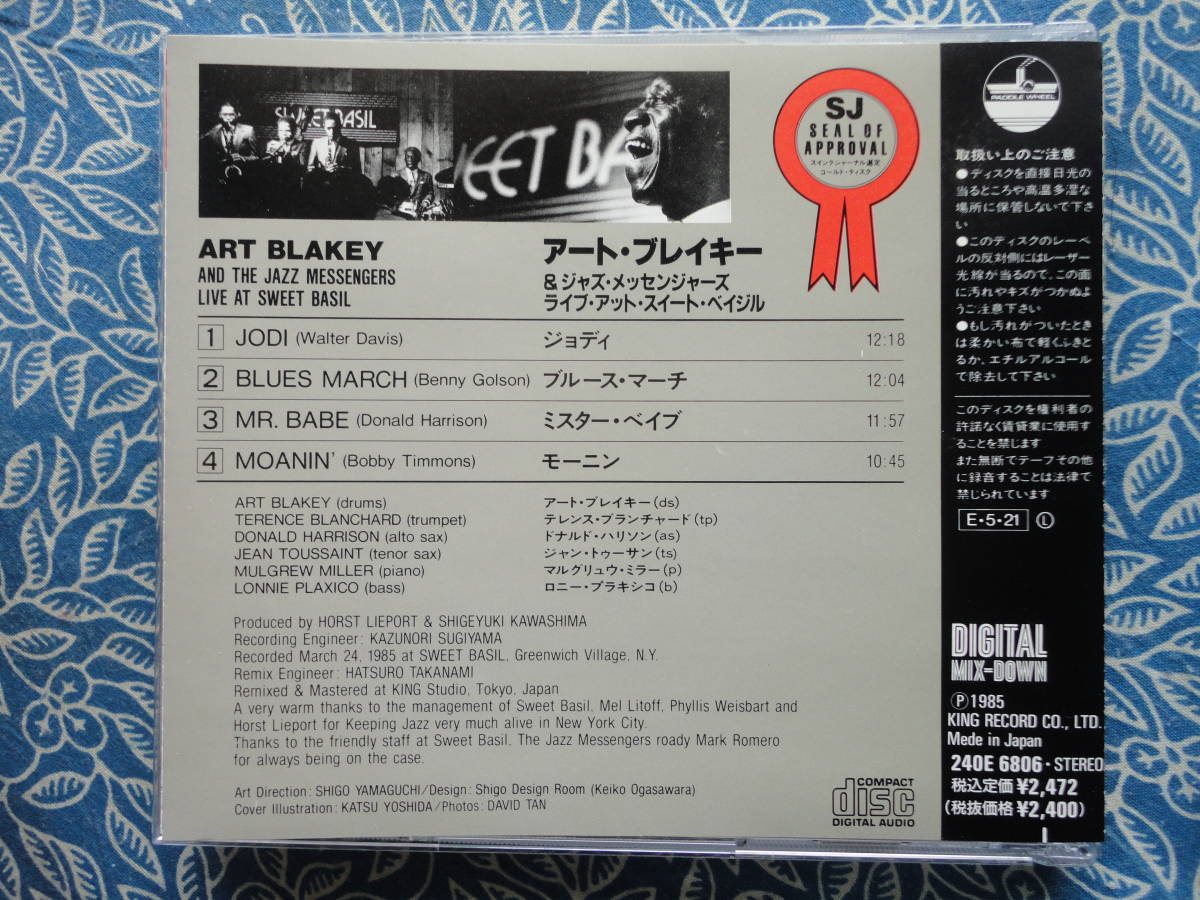 SWEET BASIL
WEET BA
SJ
SEAL OF
APPROVAL
スイングジャーナル選定
ゴールド・ディスク
ART BLAKEY
AND THE JAZZ MESSENGERS
LIVE AT SWEET BASIL
アート・ブレイキー
&ジャズ・メッセンジャーズ
ライブ・アット・スイート・ベイジル
1 JODI (Walter Davis) ジョディ 12:18
2 BLUES MARCH (Benny Golson) ブルース・マーチ 12:04
3 MR. BABE (Donald Harrison) ミスター・ベイブ 11:57
4 MOANIN' (Bobby Timmons) モーニン 10:45
ART BLAKEY (drums) アート・ブレイキー(ds)
TERENCE BLANCHARD (trumpet) テレンス・ブランチャード(tp)
DONALD HARRISON (alto sax) ドナルド・ハリソン(as)
JEAN TOUSSAINT (tenor sax) ジャン・トゥーサン(ts)
MULGREW MILLER (piano) マルグリュウ・ミラー(p)
LONNIE PLAXICO (bass) ロニー・プラキシコ(b)
Produced by HORST LIEPORT & SHIGEYUKI KAWASHIMA
Recording Engineer: KAZUNORI SUGIYAMA
Recorded March 24, 1985 at SWEET BASIL, Greenwich Village, N.Y.
Remix Engineer: HATSURO TAKANAMI
Remixed & Mastered at KING Studio, Tokyo, Japan
A very warm thanks to the management of Sweet Basil, Mel Litoff, Phyllis Weisbart and
Horst Lieport for Keeping Jazz very much alive in New York City.
Thanks to the friendly staff at Sweet Basil, The Jazz Messengers roady Mark Romero
for always being on the case.
Art Direction: SHIGO YAMAGUCHI/Design: Shigo Design Room (Keiko Ogasawara)
Cover Illustration: KATSU YOSHIDA/Photos: DAVID TAN
COMPACT
disc
DIGITAL AUDIO
PADDLE WHEEL
取扱い上のご注意
●ディスクを直接日光の
当るところや高温多湿な
場所に保管しないで下さ
い
●このディスクのレーベ
ルの反対側にはレーザー
光線が当るので、この面
に汚れやキズがつかぬよ
うご注意下さい
●もし汚れがついたとき
は柔かい布で軽くふきと
るか、エチルアルコール
で除去して下さい
このディスクを権利者の
許諾なく賃貸業に使用す
ることを禁じます
また無断でテープその他
に録音することは法律で
禁じられています
E・5・21 Ⓛ
DIGITAL
MIX-DOWN
℗1985
KING RECORD CO., LTD.
Mede in Japan
240E 6806・STEREO
税込定価¥2,472
(税抜価格¥2,400)